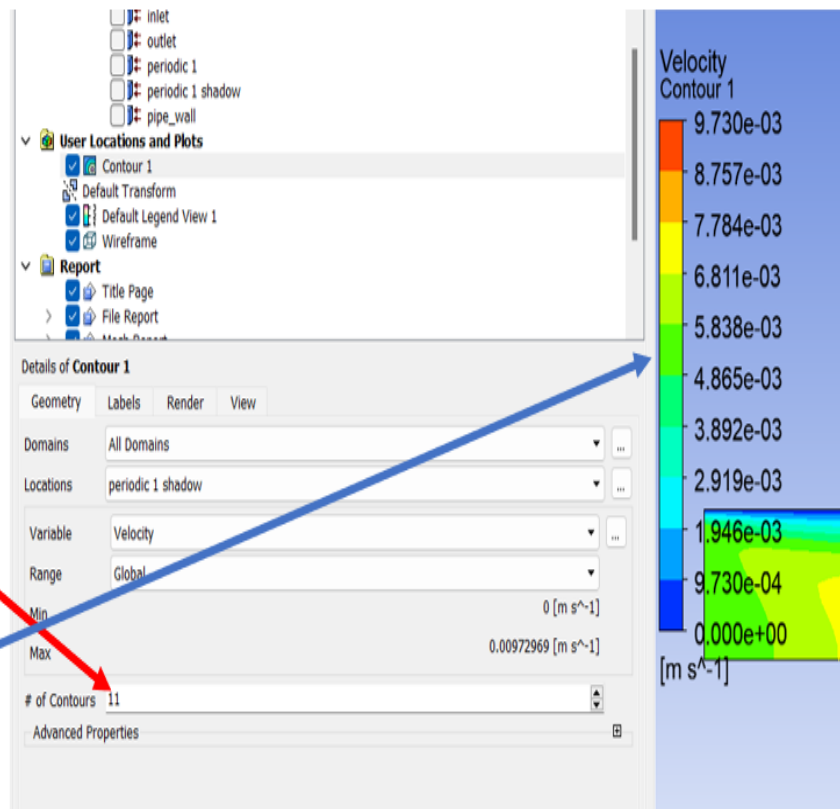 inlet
outlet
periodic 1
periodic 1 shadow
pipe_wall
User Locations and Plots
Contour 1
Default Transform
Default Legend View 1
Wireframe
Report
Title Page
File Report
Mesh Report
Details of Contour 1
Geometry Labels Render View
Domains All Domains ...
Locations periodic 1 shadow ...
Variable Velocity ...
Range Global
Min 0 [m s^-1]
Max 0.00972969 [m s^-1]
# of Contours 11
Advanced Properties
Velocity
Contour 1
9.730e-03
8.757e-03
7.784e-03
6.811e-03
5.838e-03
4.865e-03
3.892e-03
2.919e-03
1.946e-03
9.730e-04
0.000e+00
[m s^-1]